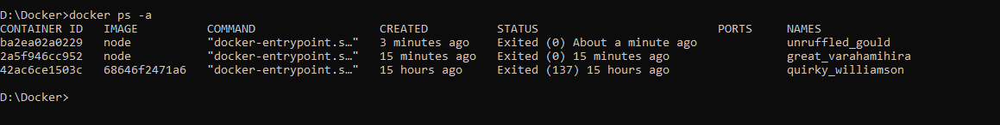 D:\Docker>docker ps -a
CONTAINER ID   IMAGE          COMMAND                  CREATED          STATUS                          PORTS     NAMES
ba2ea02a0229   node           "docker-entrypoint.s…"   3 minutes ago    Exited (0) About a minute ago             unruffled_gould
2a5f946cc952   node           "docker-entrypoint.s…"   15 minutes ago   Exited (0) 15 minutes ago                 great_varahamihira
42ac6ce1503c   68646f2471a6   "docker-entrypoint.s…"   15 hours ago     Exited (137) 15 hours ago                 quirky_williamson
D:\Docker>